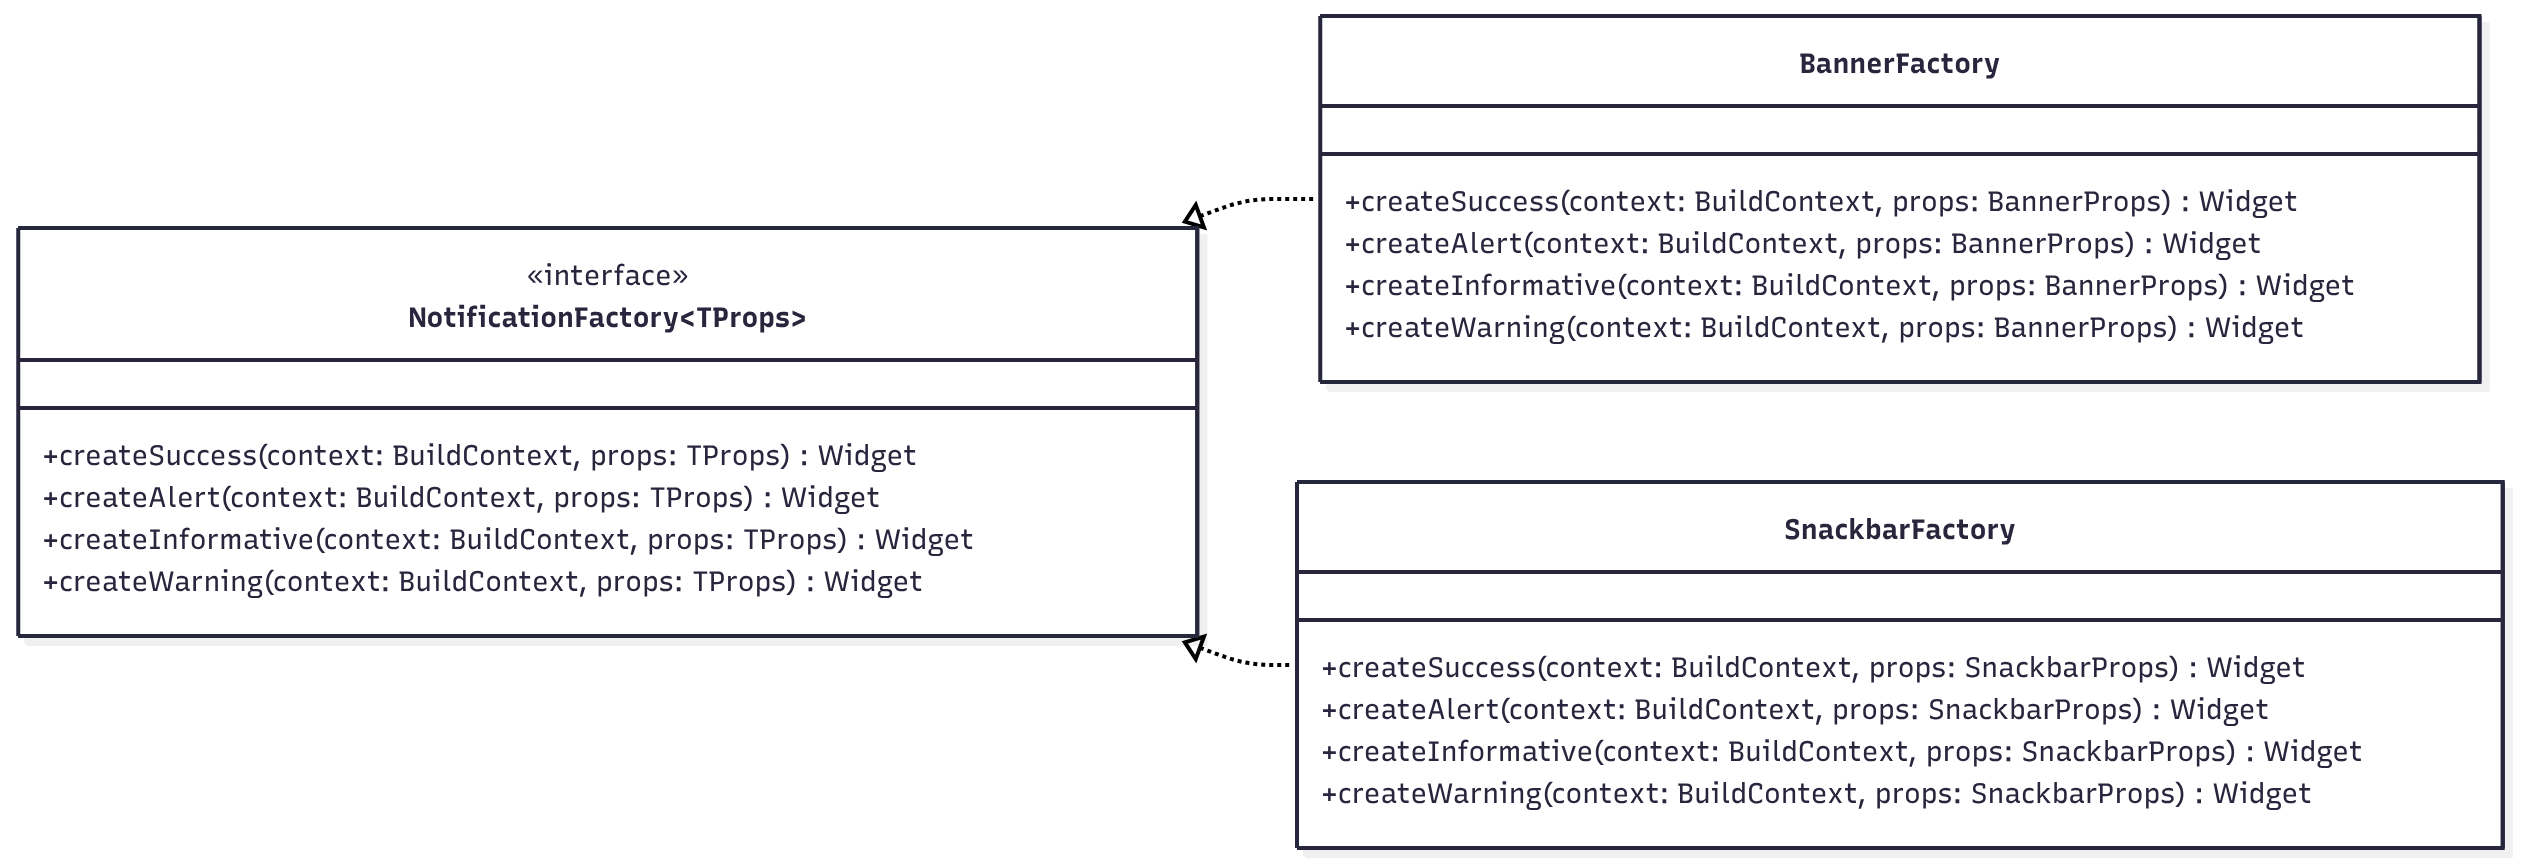 BannerFactory
+createSuccess(context: BuildContext, props: BannerProps) : Widget
+createAlert(context: BuildContext, props: BannerProps) : Widget
+createInformative(context: BuildContext, props: BannerProps) : Widget
+createWarning(context: BuildContext, props: BannerProps) : Widget
«interface»
NotificationFactory<TProps>
+createSuccess(context: BuildContext, props: TProps) : Widget
+createAlert(context: BuildContext, props: TProps) : Widget
+createInformative(context: BuildContext, props: TProps) : Widget
+createWarning(context: BuildContext, props: TProps) : Widget
SnackbarFactory
+createSuccess(context: BuildContext, props: SnackbarProps) : Widget
+createAlert(context: BuildContext, props: SnackbarProps) : Widget
+createInformative(context: BuildContext, props: SnackbarProps) : Widget
+createWarning(context: BuildContext, props: SnackbarProps) : Widget